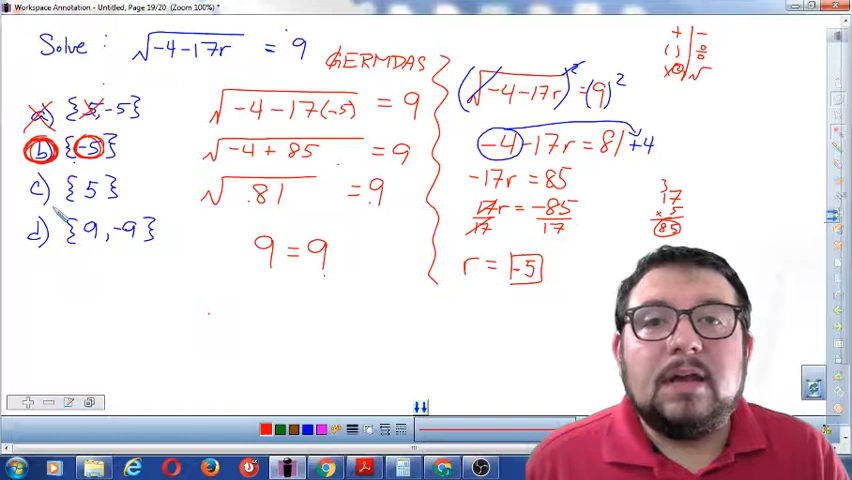 Workspace Annotation - Untitled, Page 19/20 (Zoom 100%) *
Solve : √-4-17r = 9
a) {5,-5}
b) {-5}
c) {5}
d) {9,-9}
GERMDAS
√-4-17(-5) = 9
√-4+85 = 9
√81 = 9
9 = 9
(√-4-17r)² = (9)²
-4-17r = 81+4
-17r = 85
17r = -85
17 17
r = -5
+ -
( )
17
x 5
85